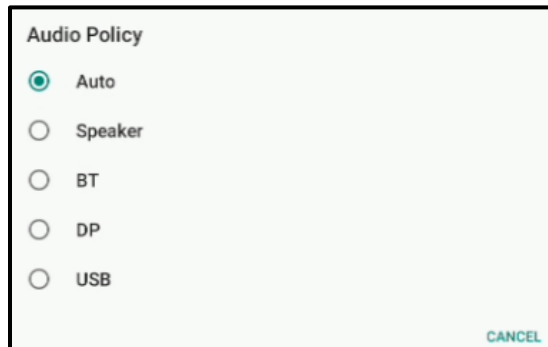 Audio Policy
Auto
Speaker
BT
DP
USB
CANCEL